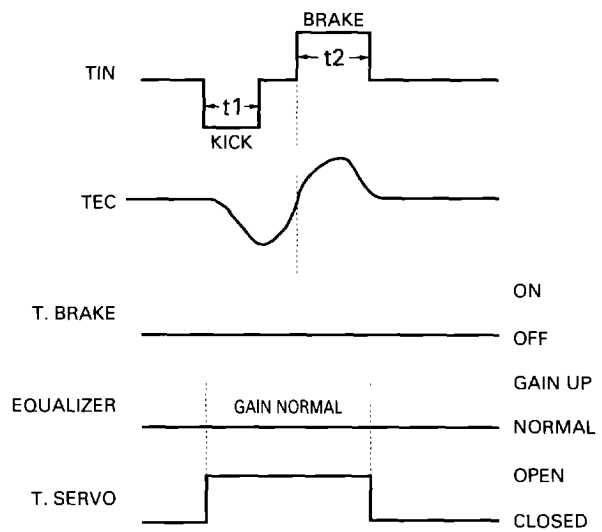 BRAKE
TIN
t2
t1
KICK
TEC
ON
T. BRAKE
OFF
GAIN UP
EQUALIZER
GAIN NORMAL
NORMAL
OPEN
T. SERVO
CLOSED